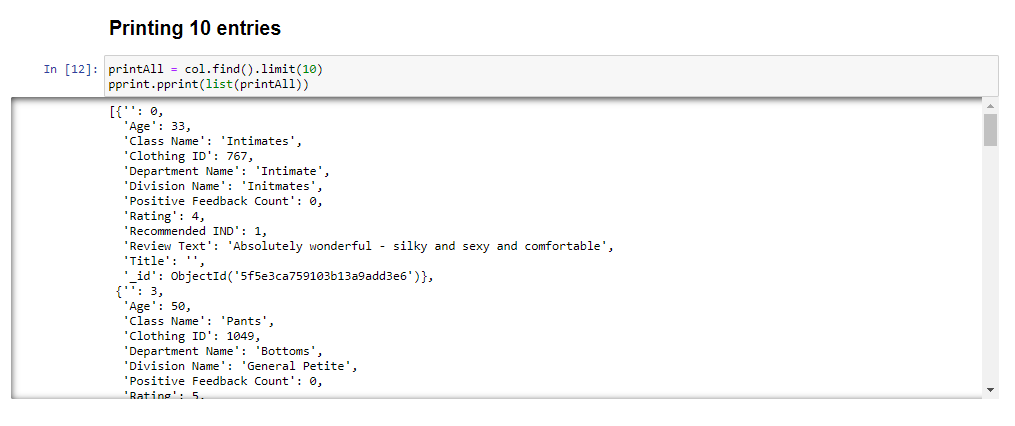 Printing 10 entries
In [12]: printAll = col.find().limit(10)
pprint.pprint(list(printAll))
[{'': 0,
'Age': 33,
'Class Name': 'Intimates',
'Clothing ID': 767,
'Department Name': 'Intimate',
'Division Name': 'Initmates',
'Positive Feedback Count': 0,
'Rating': 4,
'Recommended IND': 1,
'Review Text': 'Absolutely wonderful - silky and sexy and comfortable',
'Title': '',
'_id': ObjectId('5f5e3ca759103b13a9add3e6')},
{'': 3,
'Age': 50,
'Class Name': 'Pants',
'Clothing ID': 1049,
'Department Name': 'Bottoms',
'Division Name': 'General Petite',
'Positive Feedback Count': 0,
'Rating': 5,